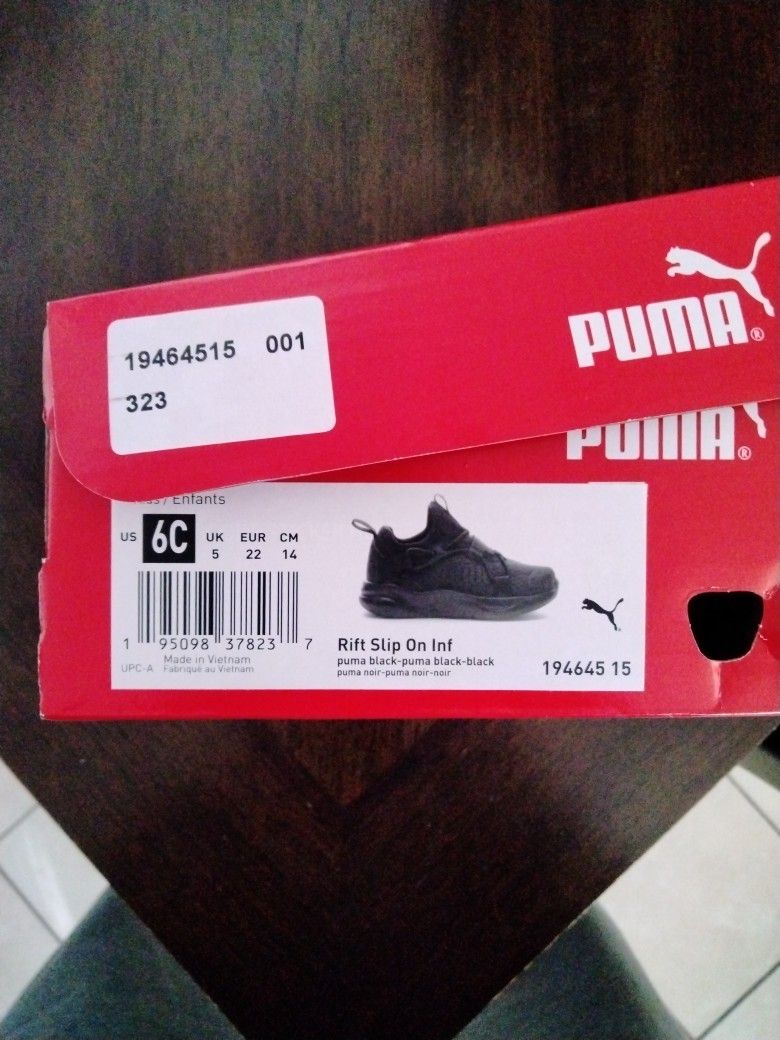 PUMA®
19464515 001
323
PUMA®
/ Enfants
US 6C UK 5 EUR 22 CM 14
1 95098 37823 7
UPC-A Made in Vietnam
Fabriqué au Vietnam
Rift Slip On Inf
puma black-puma black-black
puma noir-puma noir-noir
194645 15